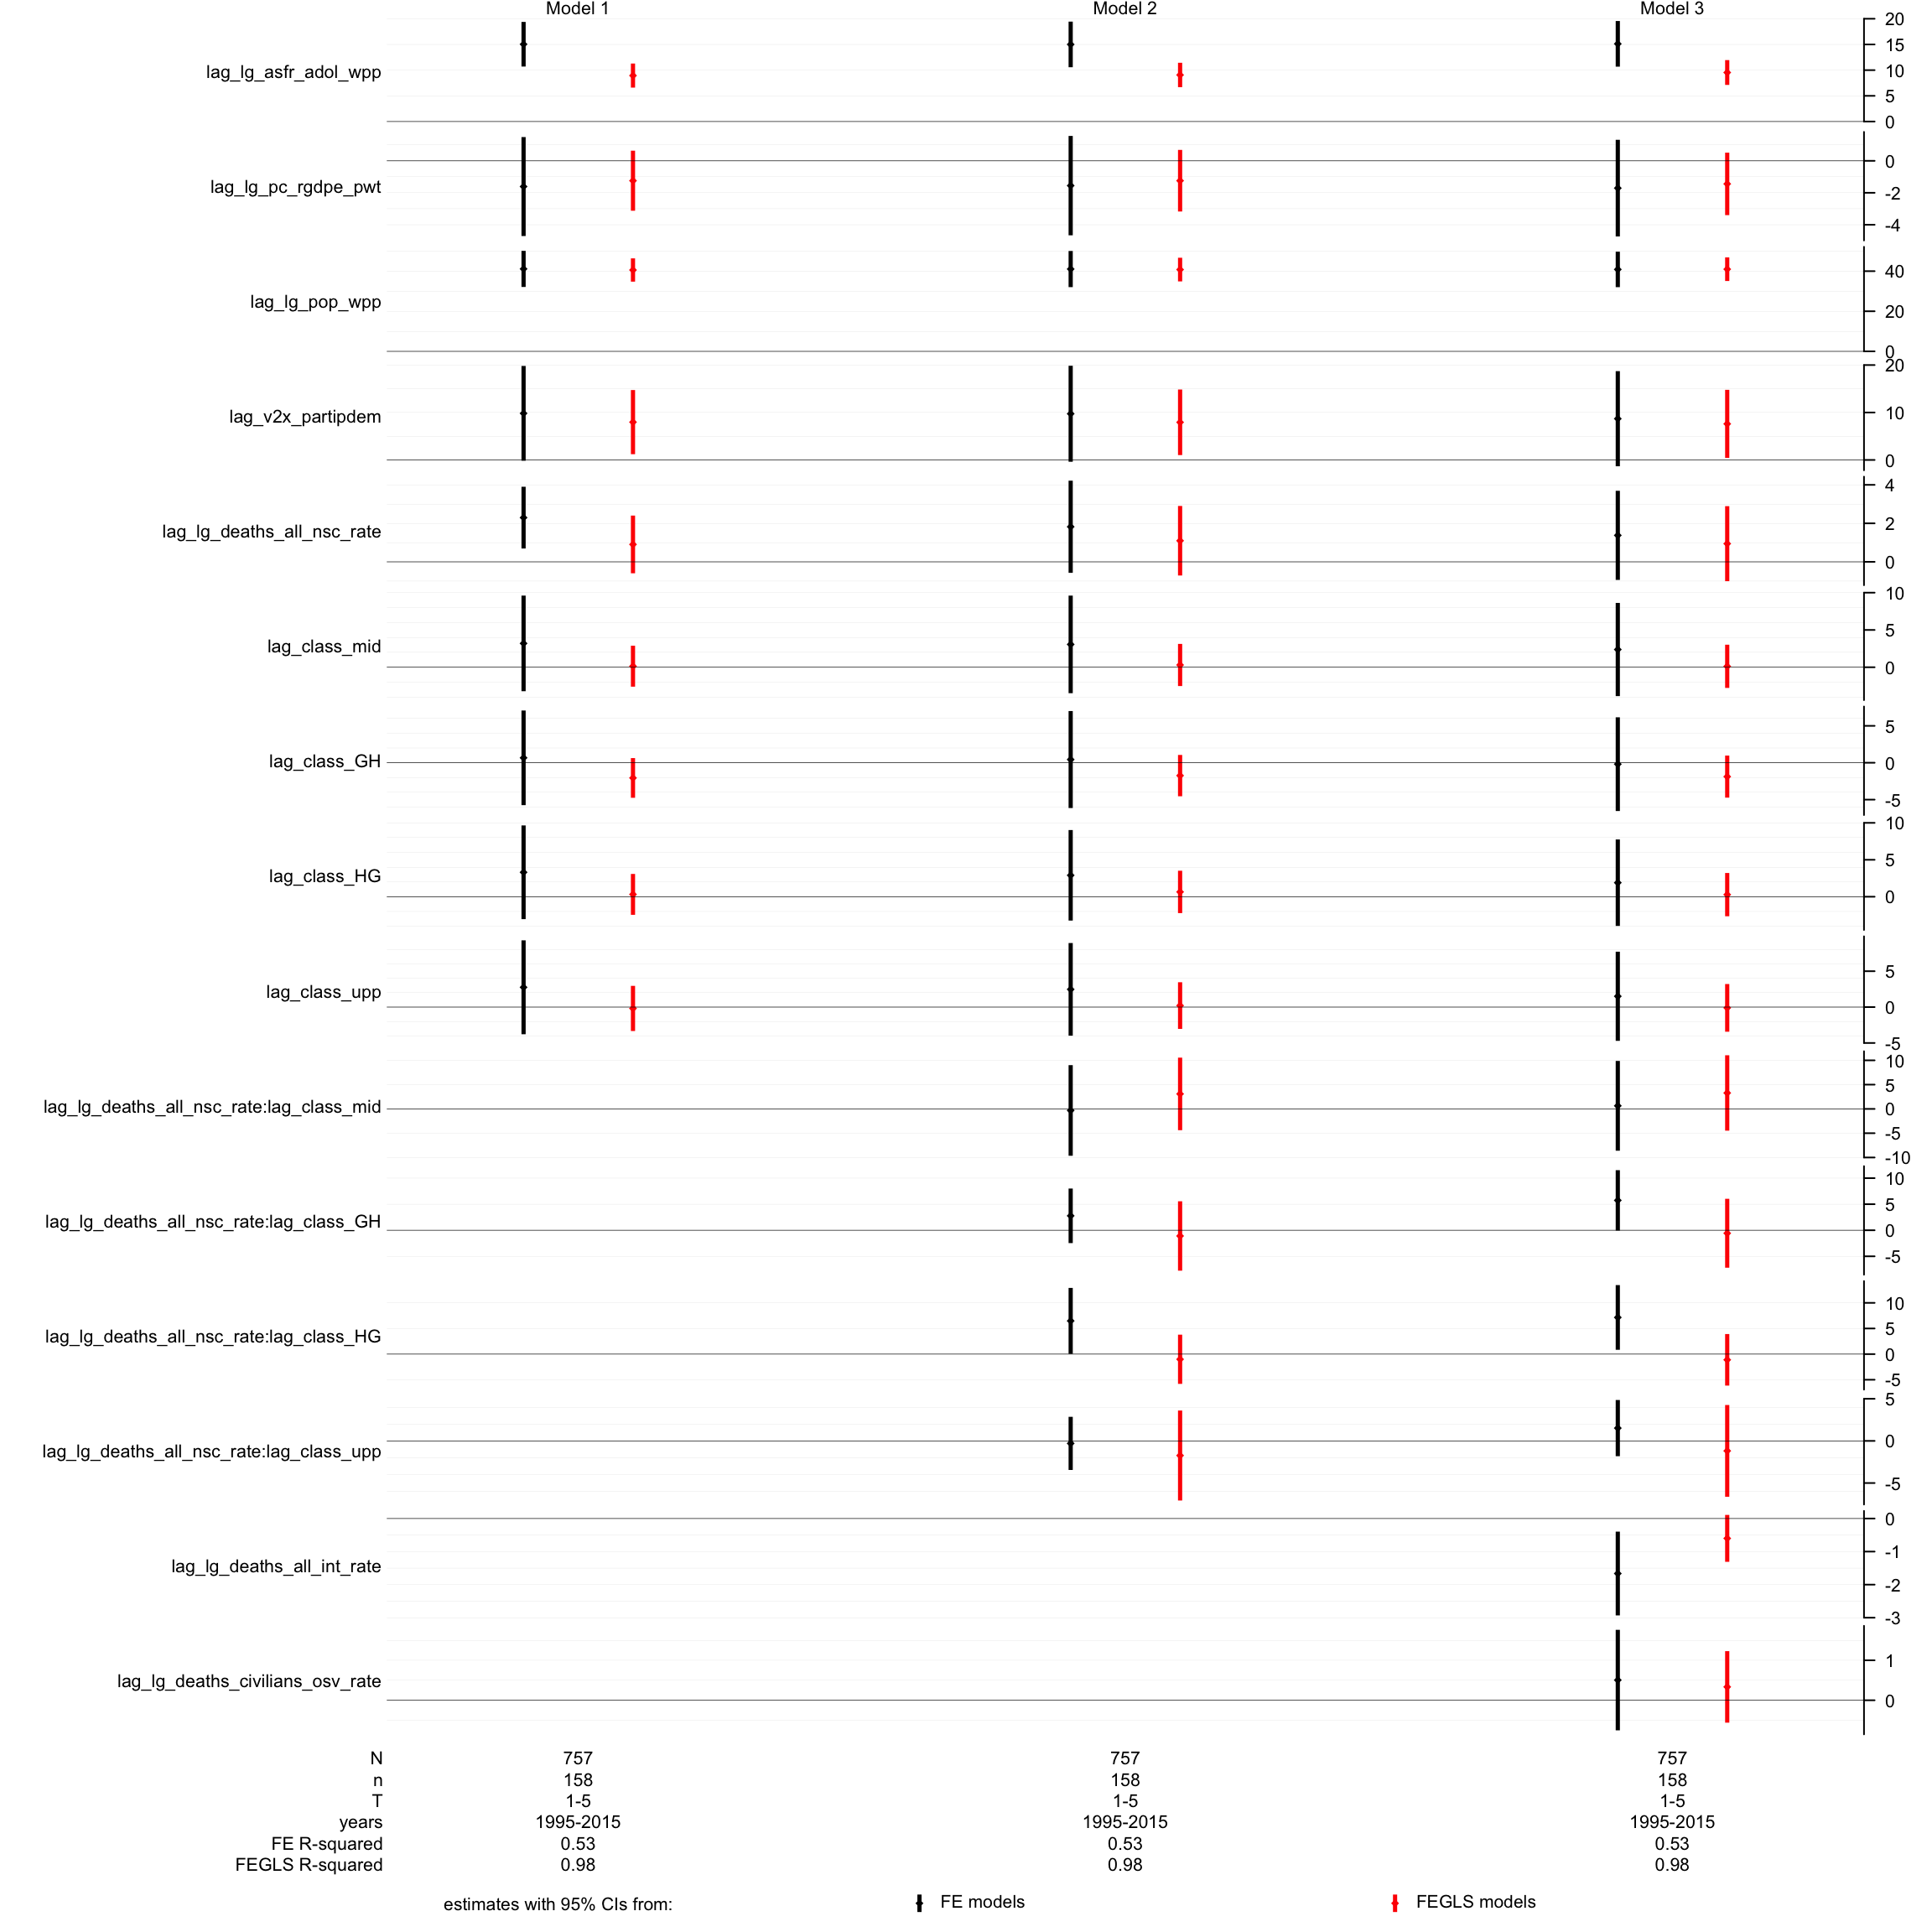 Model 1 Model 2 Model 3
lag_lg_asfr_adol_wpp
20
15
10
5
0
lag_lg_pc_rgdpe_pwt
0
-2
-4
lag_lg_pop_wpp
40
20
0
lag_v2x_partipdem
20
10
0
lag_lg_deaths_all_nsc_rate
4
2
0
lag_class_mid
10
5
0
lag_class_GH
5
0
-5
lag_class_HG
10
5
0
lag_class_upp
5
0
-5
lag_lg_deaths_all_nsc_rate:lag_class_mid
10
5
0
-5
-10
lag_lg_deaths_all_nsc_rate:lag_class_GH
10
5
0
-5
lag_lg_deaths_all_nsc_rate:lag_class_HG
10
5
0
-5
lag_lg_deaths_all_nsc_rate:lag_class_upp
5
0
-5
lag_lg_deaths_all_int_rate
0
-1
-2
-3
lag_lg_deaths_civilians_osv_rate
1
0
N 757 757 757
n 158 158 158
T 1-5 1-5 1-5
years 1995-2015 1995-2015 1995-2015
FE R-squared 0.53 0.53 0.53
FEGLS R-squared 0.98 0.98 0.98
estimates with 95% CIs from: FE models FEGLS models